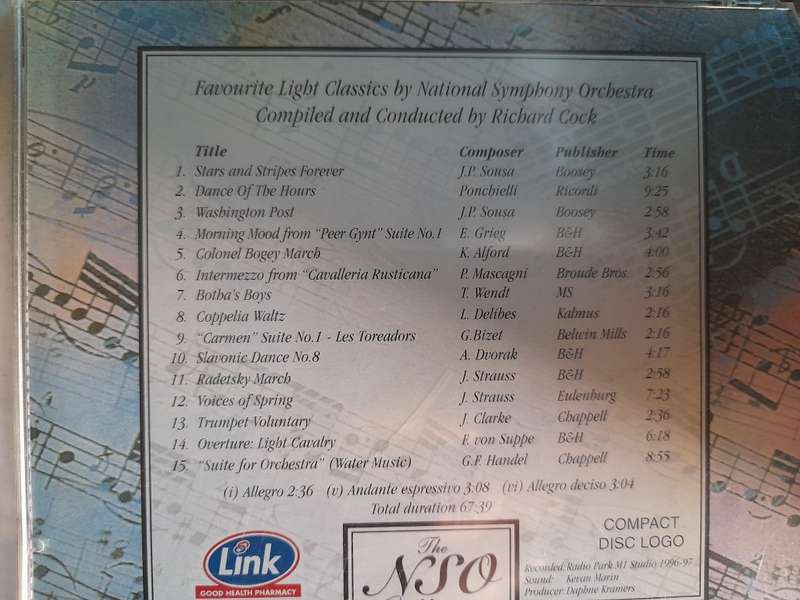 Favourite Light Classics by National Symphony Orchestra
Compiled and Conducted by Richard Cock
Title Composer Publisher Time
1. Stars and Stripes Forever J.P. Sousa Boosey 3:16
2. Dance Of The Hours Ponchielli Ricordi 9:25
3. Washington Post J.P. Sousa Boosey 2:58
4. Morning Mood from "Peer Gynt" Suite No.1 E. Grieg B&H 3:42
5. Colonel Bogey March K. Alford B&H 4:00
6. Intermezzo from "Cavalleria Rusticana" P. Mascagni Broude Bros. 2:56
7. Botha's Boys T. Wendt MS 3:16
8. Coppelia Waltz L. Delibes Kalmus 2:16
9. "Carmen" Suite No.1 - Les Toreadors G.Bizet Belwin Mills 2:16
10. Slavonic Dance No.8 A. Dvorak B&H 4:17
11. Radetsky March J. Strauss B&H 2:58
12. Voices of Spring J. Strauss Eulenburg 7:23
13. Trumpet Voluntary J. Clarke Chappell 2:36
14. Overture: Light Cavalry F. von Suppe B&H 6:18
15. "Suite for Orchestra" (Water Music) G.F. Handel Chappell 8:55
(i) Allegro 2:36 (v) Andante espressivo 3:08 (vi) Allegro deciso 3:04
Total duration 67:39
Link
GOOD HEALTH PHARMACY
The
NSO
COMPACT
DISC LOGO
Recorded: Radio Park M1 Studio 1996-97
Sound: Kevan Marin
Producer: Daphne Kramers